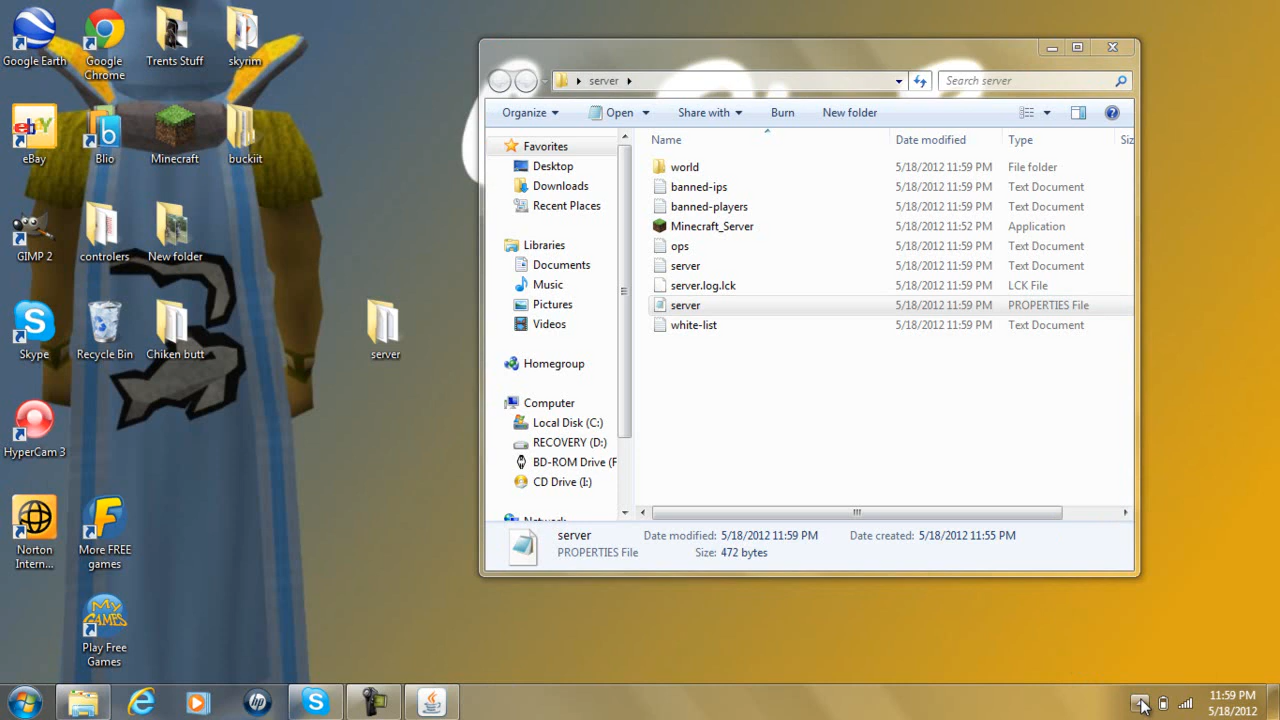 Google Earth
Google
Chrome
Trents Stuff
skyrim
eBay
Blio
Minecraft
buckiit
GIMP 2
controlers
New folder
Skype
Recycle Bin
Chiken butt
server
HyperCam 3
Norton
Intern...
More FREE
games
MY
GAMES
Play Free
Games
server
Search server
Organize
Open
Share with
Burn
New folder
Name
Date modified
Type
Siz
Favorites
Desktop
Downloads
Recent Places
Libraries
Documents
Music
Pictures
Videos
Homegroup
Computer
Local Disk (C:)
RECOVERY (D:)
BD-ROM Drive (F
CD Drive (I:)
Network
world 5/18/2012 11:59 PM File folder
banned-ips 5/18/2012 11:59 PM Text Document
banned-players 5/18/2012 11:59 PM Text Document
Minecraft_Server 5/18/2012 11:52 PM Application
ops 5/18/2012 11:59 PM Text Document
server 5/18/2012 11:59 PM Text Document
server.log.lck 5/18/2012 11:59 PM LCK File
server 5/18/2012 11:59 PM PROPERTIES File
white-list 5/18/2012 11:59 PM Text Document
server Date modified: 5/18/2012 11:59 PM Date created: 5/18/2012 11:55 PM
PROPERTIES File Size: 472 bytes
hp
11:59 PM
5/18/2012